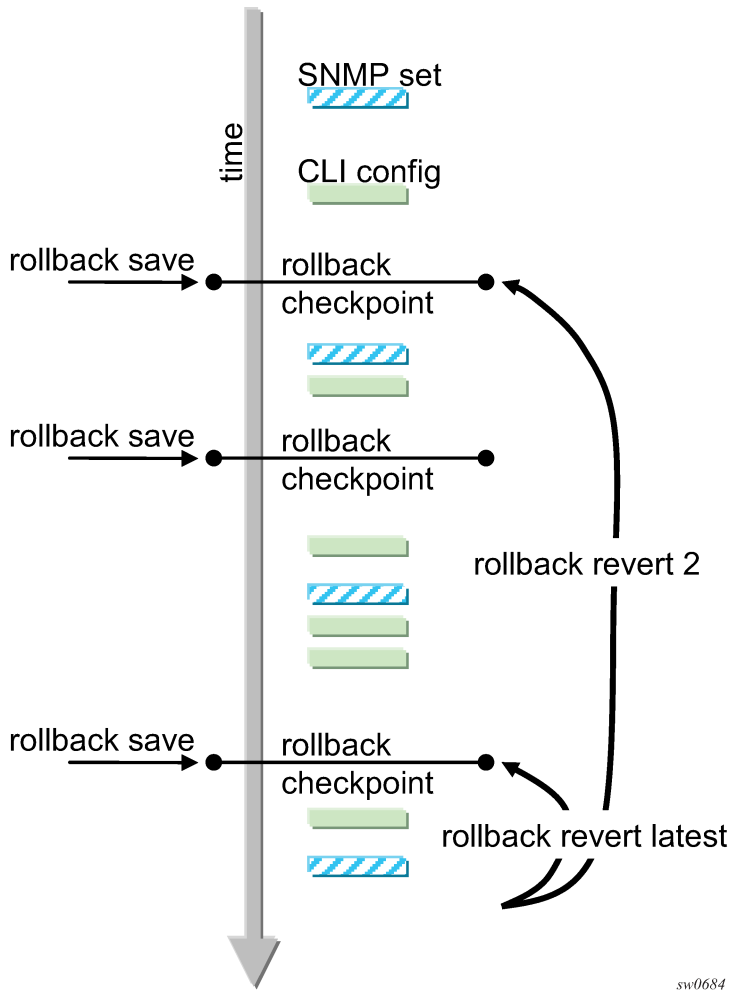 SNMP set
time
CLI config
rollback save
rollback
checkpoint
rollback save
rollback
checkpoint
rollback revert 2
rollback save
rollback
checkpoint
rollback revert latest
sw0684